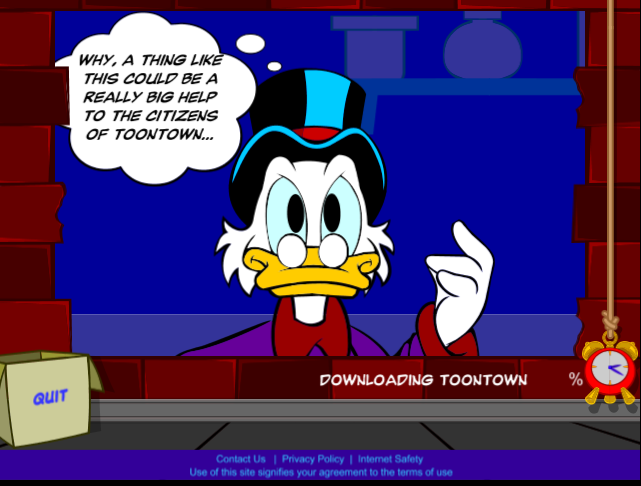 WHY, A THING LIKE
THIS COULD BE A
REALLY BIG HELP
TO THE CITIZENS
OF TOONTOWN...
DOWNLOADING TOONTOWN %
QUIT
Contact Us | Privacy Policy | Internet Safety
Use of this site signifies your agreement to the terms of use